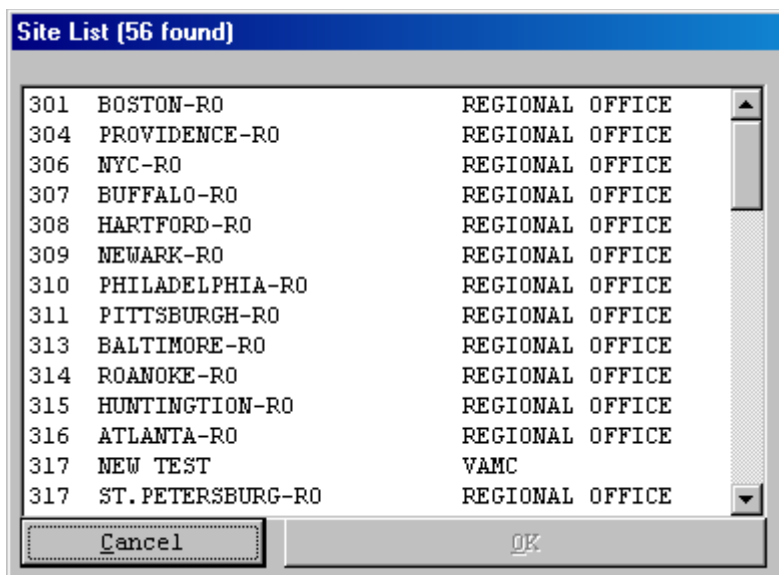 Site List (56 found)
301 BOSTON-RO REGIONAL OFFICE
304 PROVIDENCE-RO REGIONAL OFFICE
306 NYC-RO REGIONAL OFFICE
307 BUFFALO-RO REGIONAL OFFICE
308 HARTFORD-RO REGIONAL OFFICE
309 NEWARK-RO REGIONAL OFFICE
310 PHILADELPHIA-RO REGIONAL OFFICE
311 PITTSBURGH-RO REGIONAL OFFICE
313 BALTIMORE-RO REGIONAL OFFICE
314 ROANOKE-RO REGIONAL OFFICE
315 HUNTINGTION-RO REGIONAL OFFICE
316 ATLANTA-RO REGIONAL OFFICE
317 NEW TEST VAMC
317 ST.PETERSBURG-RO REGIONAL OFFICE
Cancel OK